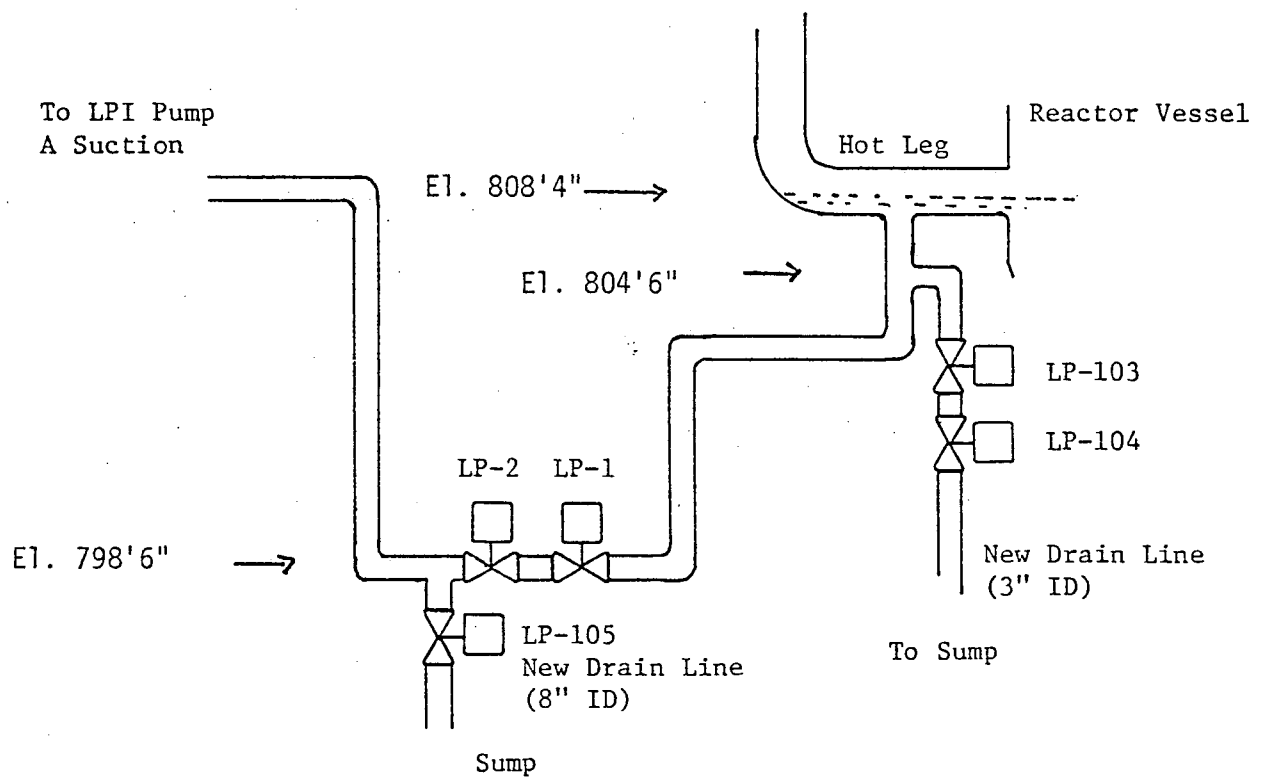 To LPI Pump
A Suction
Reactor Vessel
Hot Leg
El. 808'4"
El. 804'6"
LP-103
LP-104
LP-2
LP-1
El. 798'6"
New Drain Line
(3" ID)
To Sump
LP-105
New Drain Line
(8" ID)
Sump